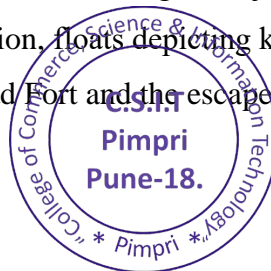 ion, floats depicting k
d Fort and the escape
"College of Commerce, Science & Information Technology"
C.S.I.T
Pimpri
Pune-18.
* Pimpri *